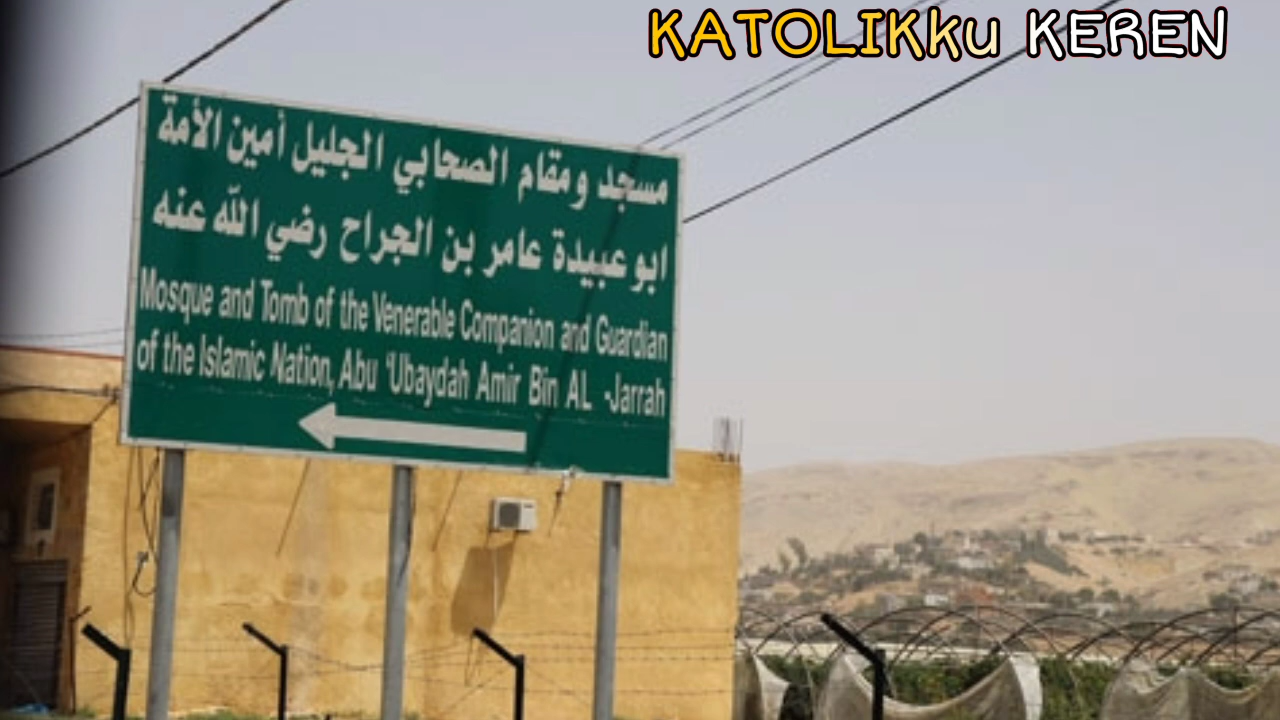 KATOLIKku KEREN
مسجد ومقام الصحابي الجليل أمين الأمة
ابو عبيدة عامر بن الجراح رضي الله عنه
Mosque and Tomb of the Venerable Companion and Guardian
of the Islamic Nation, Abu 'Ubaydah Amir Bin AL -Jarrah